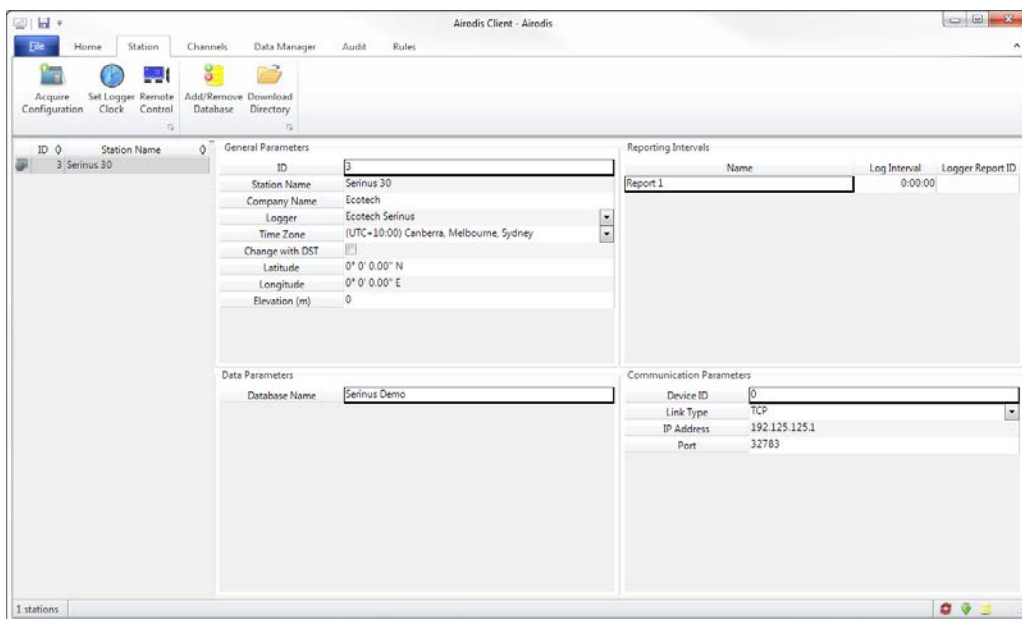 Airodis Client - Airodis
File Home Station Channels Data Manager Audit Rules
Acquire Configuration
Set Logger Clock
Remote Control
Add/Remove Database
Download Directory
ID Station Name
3 Serinus 30
General Parameters
ID 3
Station Name Serinus 30
Company Name Ecotech
Logger Ecotech Serinus
Time Zone (UTC+10:00) Canberra, Melbourne, Sydney
Change with DST
Latitude 0° 0' 0.00" N
Longitude 0° 0' 0.00" E
Elevation (m) 0
Reporting Intervals
Name Log Interval Logger Report ID
Report 1 0:00:00
Data Parameters
Database Name Serinus Demo
Communication Parameters
Device ID 0
Link Type TCP
IP Address 192.125.125.1
Port 32783
1 stations